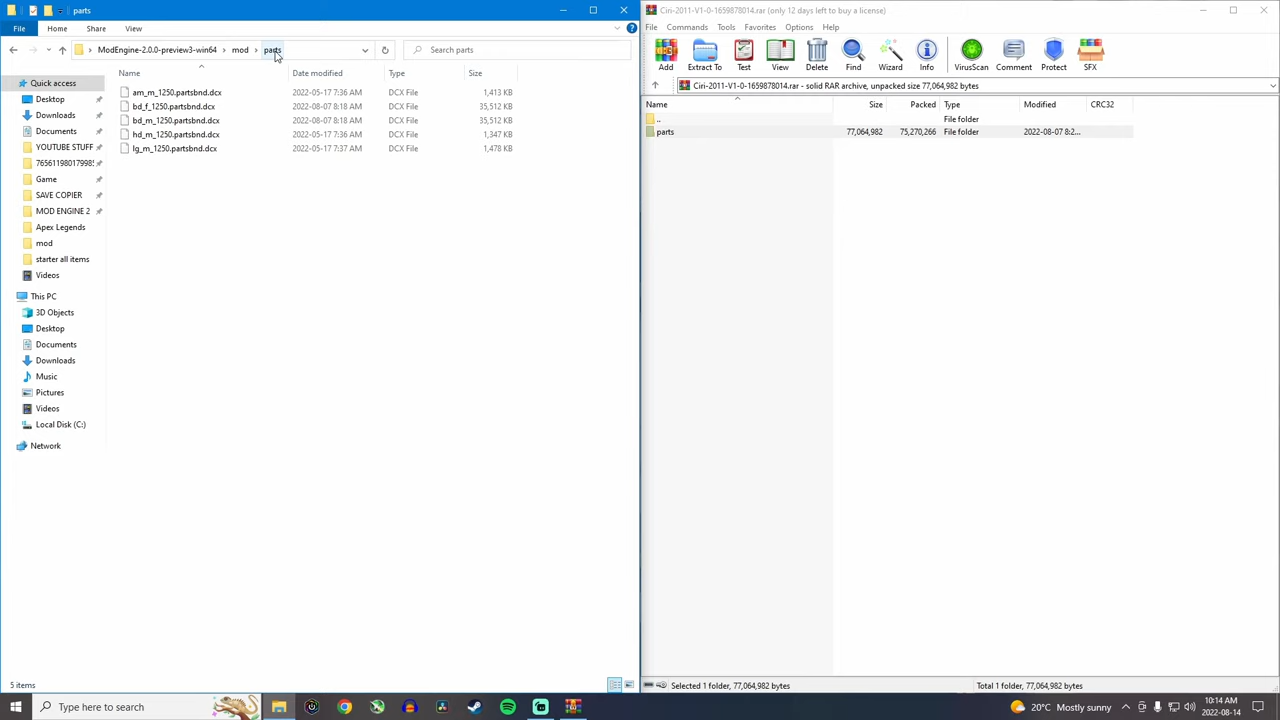 parts
File Home Share View
ModEngine-2.0.0-preview3-win64 mod parts Search parts
Name Date modified Type Size
am_m_1250.partsbnd.dcx 2022-05-17 7:36 AM DCX File 1,413 KB
bd_f_1250.partsbnd.dcx 2022-08-07 8:18 AM DCX File 35,512 KB
bd_m_1250.partsbnd.dcx 2022-08-07 8:18 AM DCX File 35,512 KB
hd_m_1250.partsbnd.dcx 2022-05-17 7:36 AM DCX File 1,347 KB
lg_m_1250.partsbnd.dcx 2022-05-17 7:37 AM DCX File 1,478 KB
Quick access
Desktop
Downloads
Documents
YOUTUBE STUFF
7656119801799819
Game
SAVE COPIER
MOD ENGINE 2
Apex Legends
mod
starter all items
Videos
This PC
3D Objects
Desktop
Documents
Downloads
Music
Pictures
Videos
Local Disk (C:)
Network
5 items
Ciri-2011-V1-0-1659878014.rar (only 12 days left to buy a license)
File Commands Tools Favorites Options Help
Add Extract To Test View Delete Find Wizard Info VirusScan Comment Protect SFX
Ciri-2011-V1-0-1659878014.rar - solid RAR archive, unpacked size 77,064,982 bytes
Name Size Packed Type Modified CRC32
.. File folder
parts 77,064,982 75,270,266 File folder 2022-08-07 8:2...
Selected 1 folder, 77,064,982 bytes Total 1 folder, 77,064,982 bytes
Type here to search
20°C Mostly sunny
10:14 AM
2022-08-14